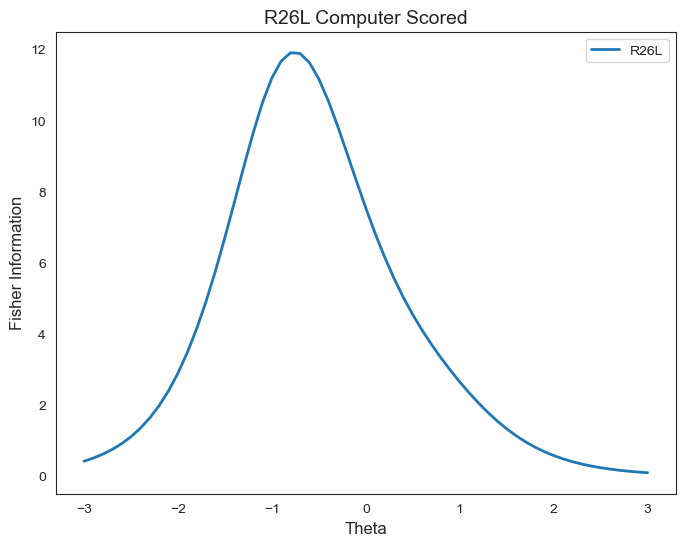 R26L Computer Scored
R26L
Fisher Information
12
10
8
6
4
2
0
−3 −2 −1 0 1 2 3
Theta